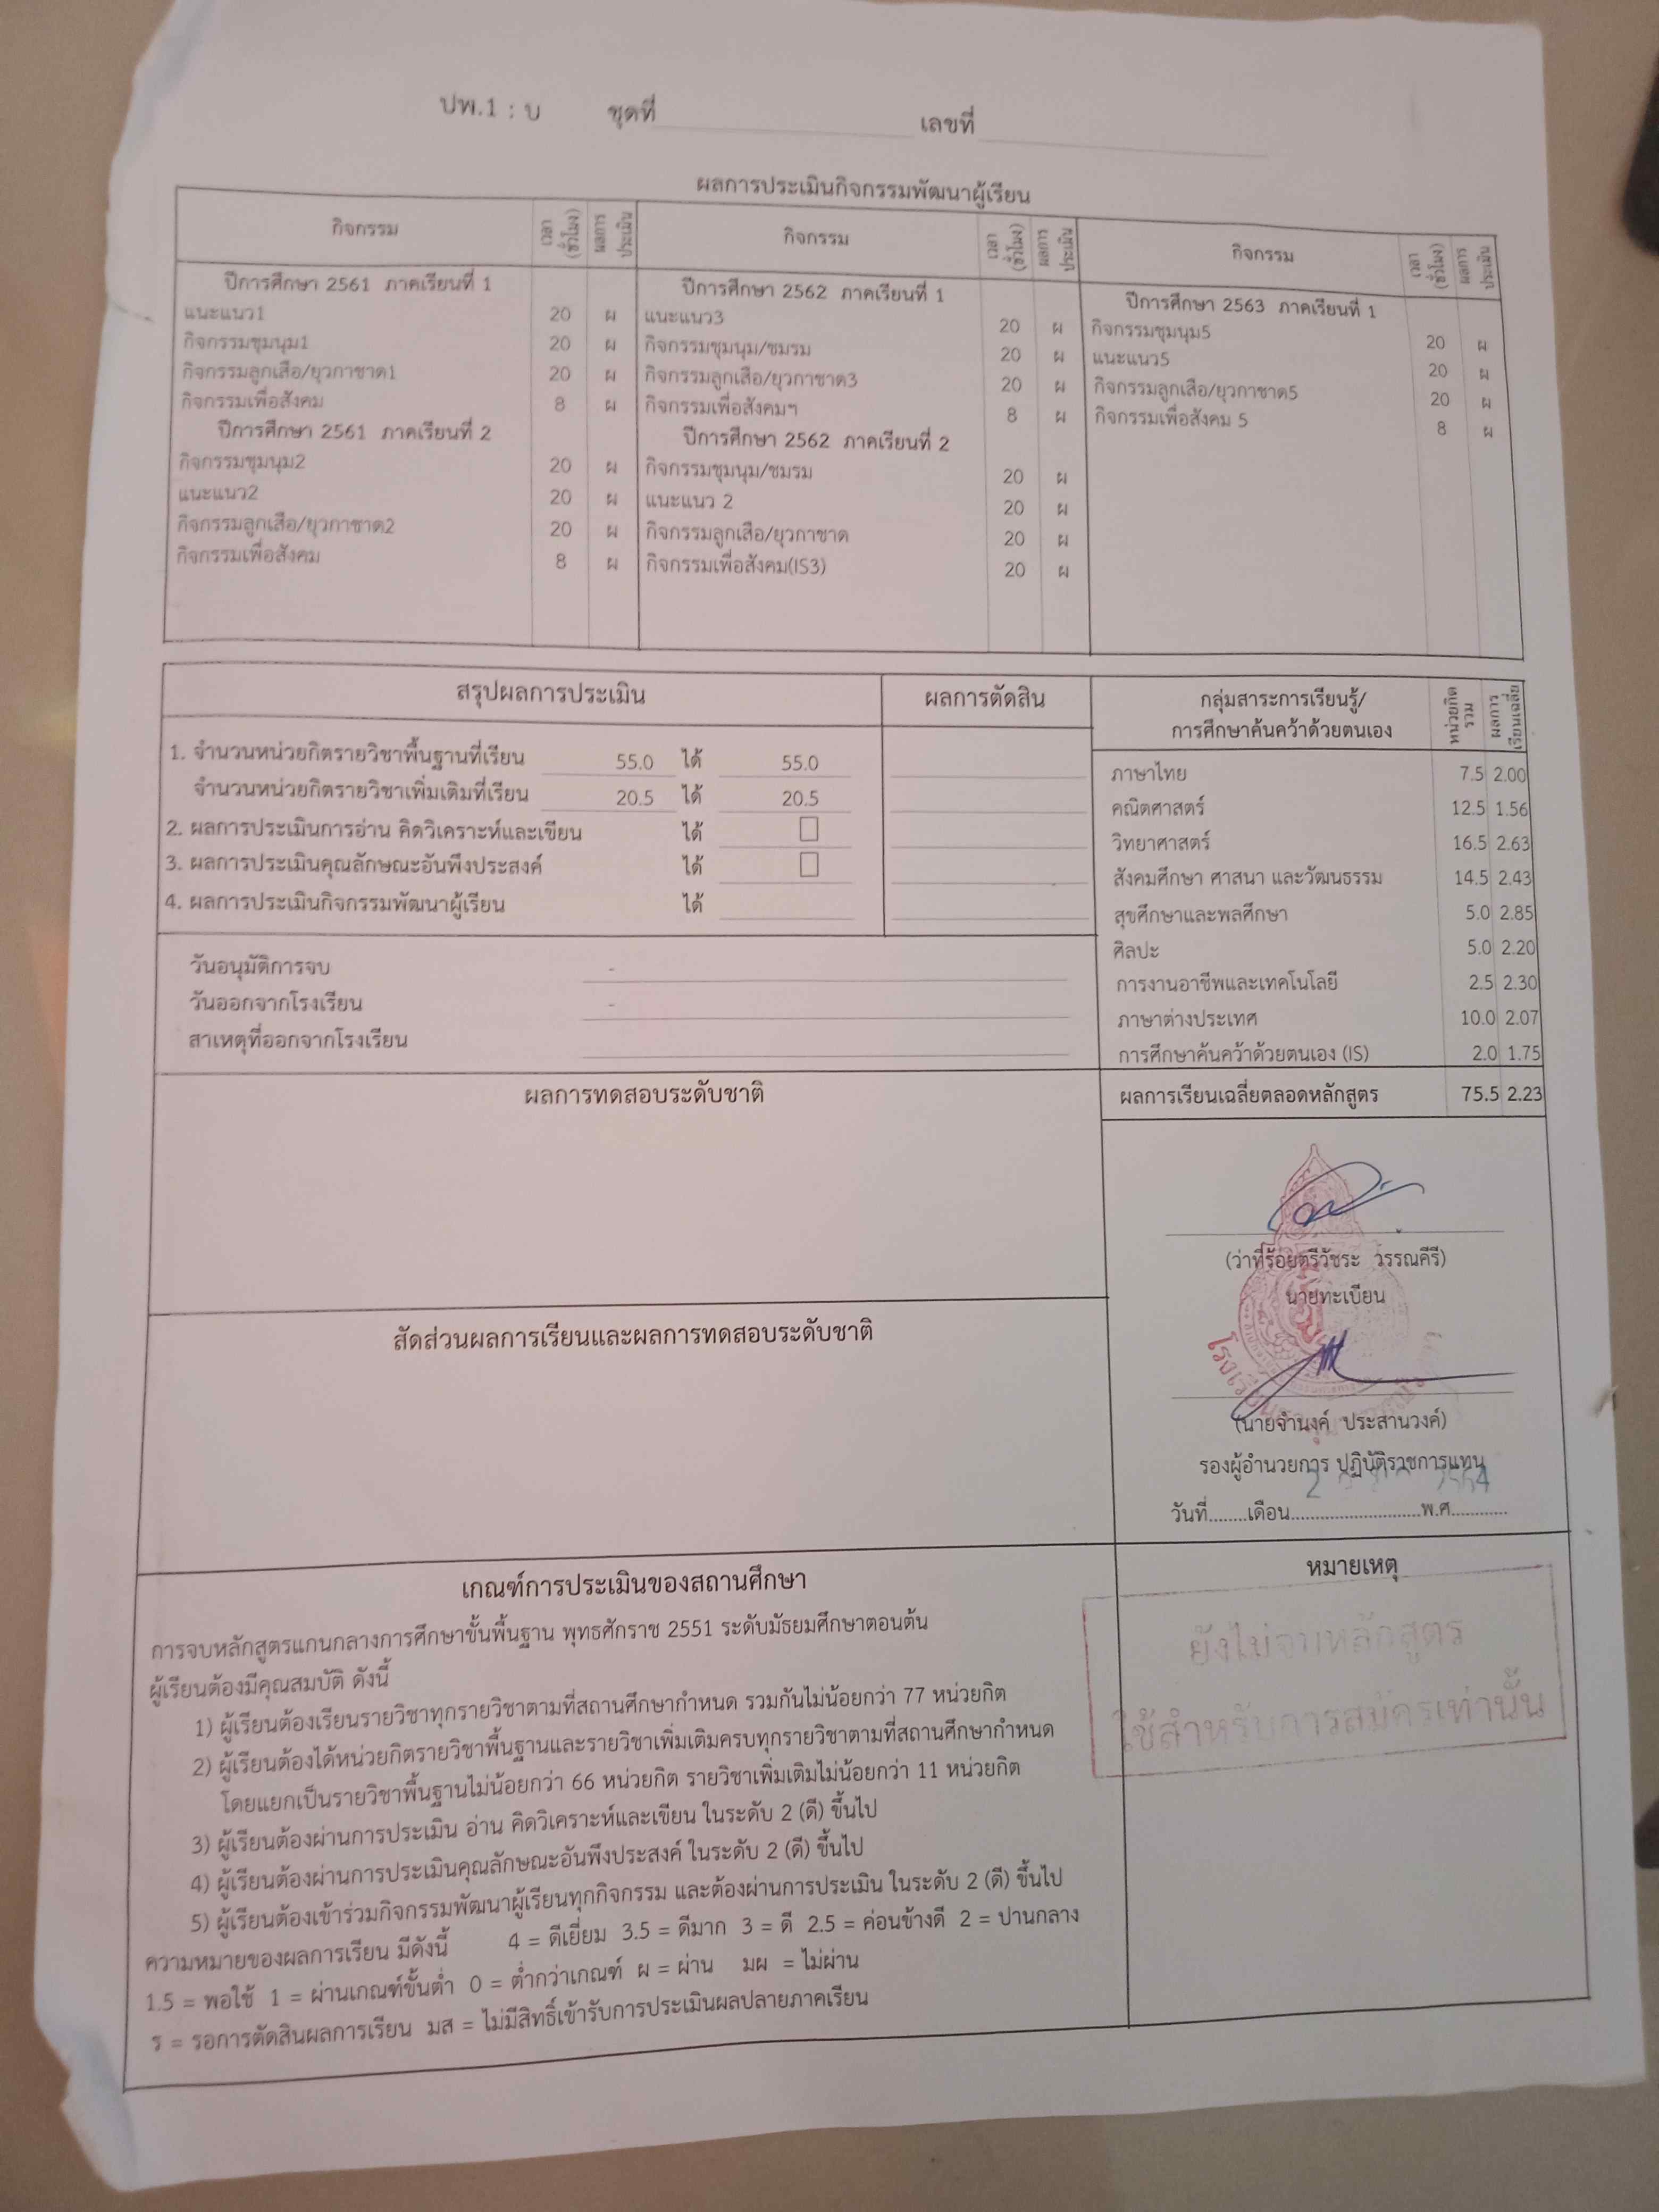 ปพ.1 : บ ชุดที่ เลขที่
ผลการประเมินกิจกรรมพัฒนาผู้เรียน
กิจกรรม เวลา (ชั่วโมง) ผลการประเมิน กิจกรรม เวลา (ชั่วโมง) ผลการประเมิน กิจกรรม เวลา (ชั่วโมง) ผลการประเมิน
ปีการศึกษา 2561 ภาคเรียนที่ 1
แนะแนว1 20 ผ
กิจกรรมชุมนุม1 20 ผ
กิจกรรมลูกเสือ/ยุวกาชาด1 20 ผ
กิจกรรมเพื่อสังคม 8 ผ
ปีการศึกษา 2561 ภาคเรียนที่ 2
กิจกรรมชุมนุม2 20 ผ
แนะแนว2 20 ผ
กิจกรรมลูกเสือ/ยุวกาชาด2 20 ผ
กิจกรรมเพื่อสังคม 8 ผ
ปีการศึกษา 2562 ภาคเรียนที่ 1
แนะแนว3 20 ผ
กิจกรรมชุมนุม/ชมรม 20 ผ
กิจกรรมลูกเสือ/ยุวกาชาด3 20 ผ
กิจกรรมเพื่อสังคมฯ 8 ผ
ปีการศึกษา 2562 ภาคเรียนที่ 2
กิจกรรมชุมนุม/ชมรม 20 ผ
แนะแนว 2 20 ผ
กิจกรรมลูกเสือ/ยุวกาชาด 20 ผ
กิจกรรมเพื่อสังคม(IS3) 20 ผ
ปีการศึกษา 2563 ภาคเรียนที่ 1
กิจกรรมชุมนุม5 20 ผ
แนะแนว5 20 ผ
กิจกรรมลูกเสือ/ยุวกาชาด5 20 ผ
กิจกรรมเพื่อสังคม 5 8 ผ
สรุปผลการประเมิน ผลการตัดสิน
1. จำนวนหน่วยกิตรายวิชาพื้นฐานที่เรียน 55.0 ได้ 55.0
จำนวนหน่วยกิตรายวิชาเพิ่มเติมที่เรียน 20.5 ได้ 20.5
2. ผลการประเมินการอ่าน คิดวิเคราะห์และเขียน ได้
3. ผลการประเมินคุณลักษณะอันพึงประสงค์ ได้
4. ผลการประเมินกิจกรรมพัฒนาผู้เรียน ได้
วันอนุมัติการจบ -
วันออกจากโรงเรียน -
สาเหตุที่ออกจากโรงเรียน
กลุ่มสาระการเรียนรู้/ การศึกษาค้นคว้าด้วยตนเอง หน่วยกิตรวม ผลการเรียนเฉลี่ย
ภาษาไทย 7.5 2.00
คณิตศาสตร์ 12.5 1.56
วิทยาศาสตร์ 16.5 2.63
สังคมศึกษา ศาสนา และวัฒนธรรม 14.5 2.43
สุขศึกษาและพลศึกษา 5.0 2.85
ศิลปะ 5.0 2.20
การงานอาชีพและเทคโนโลยี 2.5 2.30
ภาษาต่างประเทศ 10.0 2.07
การศึกษาค้นคว้าด้วยตนเอง (IS) 2.0 1.75
ผลการเรียนเฉลี่ยตลอดหลักสูตร 75.5 2.23
ผลการทดสอบระดับชาติ
สัดส่วนผลการเรียนและผลการทดสอบระดับชาติ
(ว่าที่ร้อยตรีวัชระ วรรณคีรี)
นายทะเบียน
(นายจำนงค์ ประสานวงค์)
รองผู้อำนวยการ ปฏิบัติราชการแทน
2564
วันที่........เดือน............................พ.ศ............
เกณฑ์การประเมินของสถานศึกษา
การจบหลักสูตรแกนกลางการศึกษาขั้นพื้นฐาน พุทธศักราช 2551 ระดับมัธยมศึกษาตอนต้น
ผู้เรียนต้องมีคุณสมบัติ ดังนี้
1) ผู้เรียนต้องเรียนรายวิชาทุกรายวิชาตามที่สถานศึกษากำหนด รวมกันไม่น้อยกว่า 77 หน่วยกิต
2) ผู้เรียนต้องได้หน่วยกิตรายวิชาพื้นฐานและรายวิชาเพิ่มเติมครบทุกรายวิชาตามที่สถานศึกษากำหนด
โดยแยกเป็นรายวิชาพื้นฐานไม่น้อยกว่า 66 หน่วยกิต รายวิชาเพิ่มเติมไม่น้อยกว่า 11 หน่วยกิต
3) ผู้เรียนต้องผ่านการประเมิน อ่าน คิดวิเคราะห์และเขียน ในระดับ 2 (ดี) ขึ้นไป
4) ผู้เรียนต้องผ่านการประเมินคุณลักษณะอันพึงประสงค์ ในระดับ 2 (ดี) ขึ้นไป
5) ผู้เรียนต้องเข้าร่วมกิจกรรมพัฒนาผู้เรียนทุกกิจกรรม และต้องผ่านการประเมิน ในระดับ 2 (ดี) ขึ้นไป
ความหมายของผลการเรียน มีดังนี้ 4 = ดีเยี่ยม 3.5 = ดีมาก 3 = ดี 2.5 = ค่อนข้างดี 2 = ปานกลาง
1.5 = พอใช้ 1 = ผ่านเกณฑ์ขั้นต่ำ 0 = ต่ำกว่าเกณฑ์ ผ = ผ่าน มผ = ไม่ผ่าน
ร = รอการตัดสินผลการเรียน มส = ไม่มีสิทธิ์เข้ารับการประเมินผลปลายภาคเรียน
หมายเหตุ
ยังไม่จบหลักสูตร
ใช้สำหรับการสมัครเท่านั้น